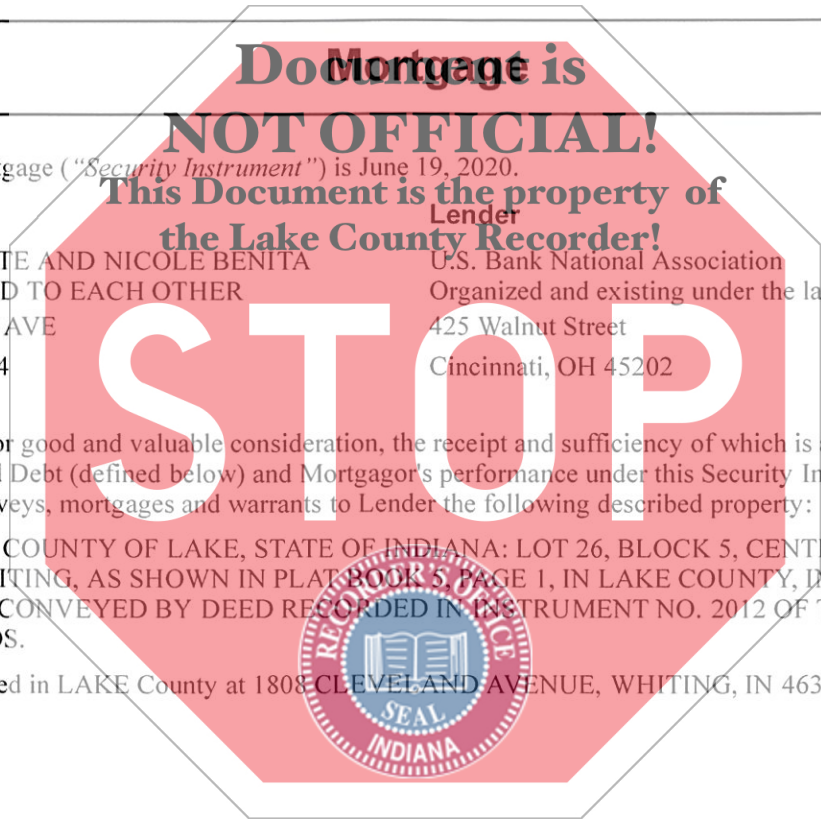 Mortgage
Document is
NOT OFFICIAL!
gage (“Security Instrument”) is June 19, 2020.
This Document is the property of
Lender
the Lake County Recorder!
TE AND NICOLE BENITA
U.S. Bank National Association
D TO EACH OTHER
Organized and existing under the la
AVE
425 Walnut Street
4
Cincinnati, OH 45202
STOP
or good and valuable consideration, the receipt and sufficiency of which is
Debt (defined below) and Mortgagor's performance under this Security In
veys, mortgages and warrants to Lender the following described property:
COUNTY OF LAKE, STATE OF INDIANA: LOT 26, BLOCK 5, CENT
ITING, AS SHOWN IN PLAT BOOK 5, PAGE 1, IN LAKE COUNTY, IN
CONVEYED BY DEED RECORDED IN INSTRUMENT NO. 2012 OF T
S.
ed in LAKE County at 1808 CLEVELAND AVENUE, WHITING, IN 463
RECORDER'S OFFICE
SEAL
INDIANA